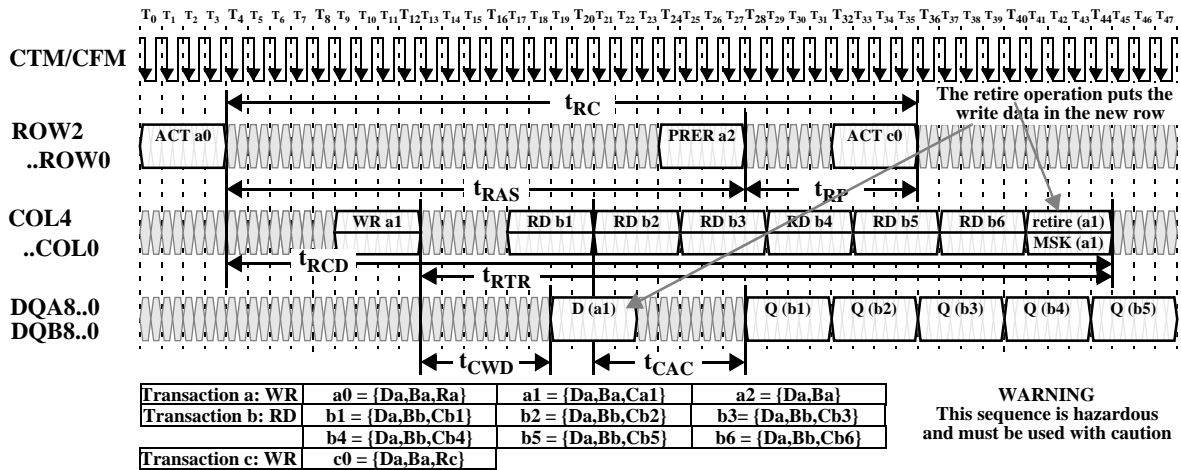 T0 T1 T2 T3 T4 T5 T6 T7 T8 T9 T10 T11 T12 T13 T14 T15 T16 T17 T18 T19 T20 T21 T22 T23 T24 T25 T26 T27 T28 T29 T30 T31 T32 T33 T34 T35 T36 T37 T38 T39 T40 T41 T42 T43 T44 T45 T46 T47
CTM/CFM
The retire operation puts the
write data in the new row
tRC
ROW2
..ROW0
ACT a0 PRER a2 ACT c0
tRAS tRP
COL4
..COL0
WR a1 RD b1 RD b2 RD b3 RD b4 RD b5 RD b6 retire (a1)
MSK (a1)
tRCD
tRTR
DQA8..0
DQB8..0
D (a1) Q (b1) Q (b2) Q (b3) Q (b4) Q (b5)
tCWD tCAC
Transaction a: WR a0 = {Da,Ba,Ra} a1 = {Da,Ba,Ca1} a2 = {Da,Ba}
Transaction b: RD b1 = {Da,Bb,Cb1} b2 = {Da,Bb,Cb2} b3= {Da,Bb,Cb3}
b4 = {Da,Bb,Cb4} b5 = {Da,Bb,Cb5} b6 = {Da,Bb,Cb6}
Transaction c: WR c0 = {Da,Ba,Rc}
WARNING
This sequence is hazardous
and must be used with caution